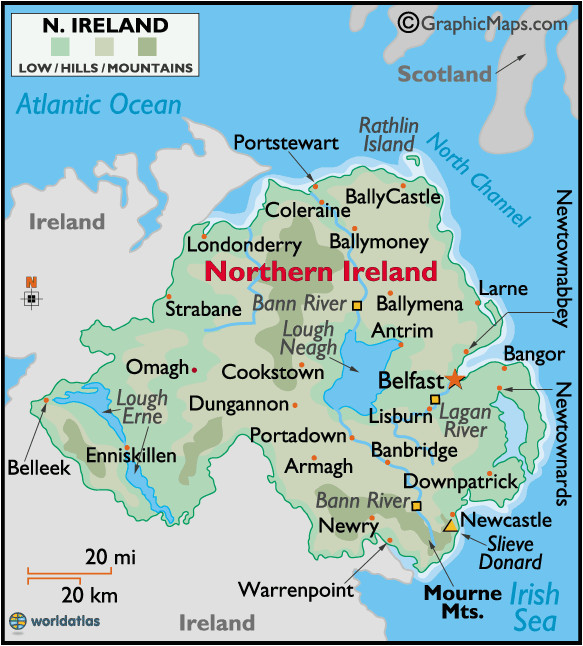 N. IRELAND
LOW / HILLS / MOUNTAINS
©GraphicMaps.com
Scotland
Atlantic Ocean
Rathlin
Island
North Channel
Portstewart
BallyCastle
Coleraine
Newtownabbey
Ireland
Londonderry
Ballymoney
Northern Ireland
N
Strabane
Bann River
Ballymena
Larne
Lough
Neagh
Antrim
Omagh
Cookstown
Belfast
Bangor
Lough
Erne
Dungannon
Lisburn
Lagan
River
Newtownards
Belleek
Enniskillen
Portadown
Armagh
Banbridge
Downpatrick
Bann River
Newry
Newcastle
Slieve
Donard
20 mi
20 km
Warrenpoint
Mourne
Mts.
Irish
Sea
worldatlas
Ireland